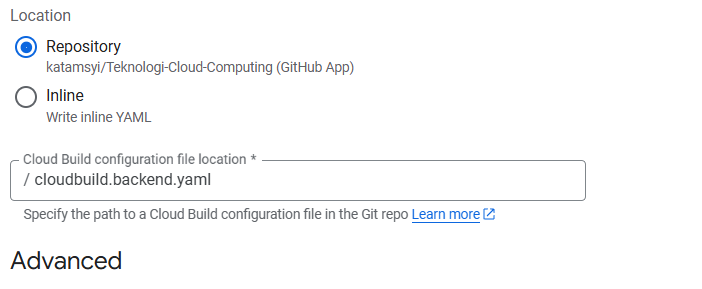 Location
Repository
katamsyi/Teknologi-Cloud-Computing (GitHub App)
Inline
Write inline YAML
Cloud Build configuration file location *
/ cloudbuild.backend.yaml
Specify the path to a Cloud Build configuration file in the Git repo Learn more
Advanced